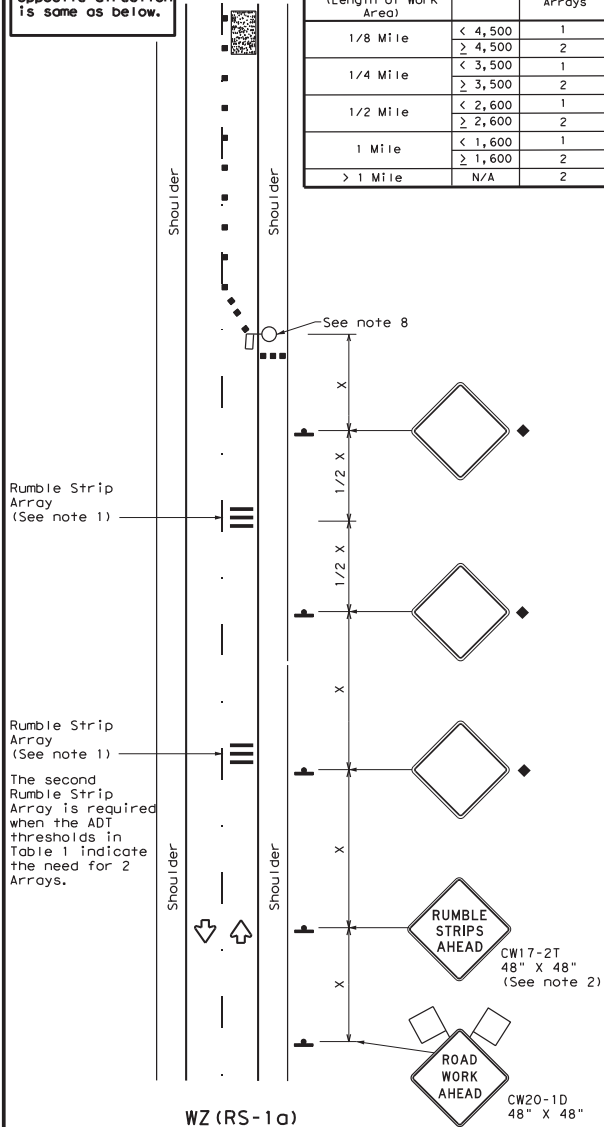 is same as below.
(Length of Work
Area)
Arrays
1/8 Mile
< 4,500
1
≥ 4,500
2
1/4 Mile
< 3,500
1
≥ 3,500
2
1/2 Mile
< 2,600
1
≥ 2,600
2
1 Mile
< 1,600
1
≥ 1,600
2
> 1 Mile
N/A
2
Shoulder
Shoulder
See note 8
X
1/2 X
Rumble Strip
Array
(See note 1)
1/2 X
X
Rumble Strip
Array
(See note 1)
The second
Rumble Strip
Array is required
when the ADT
thresholds in
Table 1 indicate
the need for 2
Arrays.
X
Shoulder
Shoulder
RUMBLE
STRIPS
AHEAD
CW17-2T
48" X 48"
(See note 2)
X
ROAD
WORK
AHEAD
CW20-1D
48" X 48"
WZ(RS-1a)